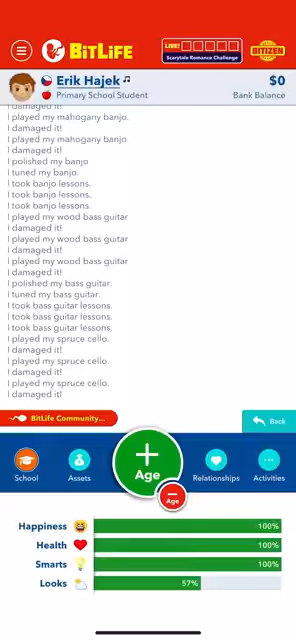 BITLIFE
LIVE!
Scarytale Romance Challenge
BITIZEN
Erik Hajek
$0
Primary School Student
Bank Balance
I damaged it!
I played my mahogany banjo.
I damaged it!
I played my mahogany banjo
I damaged it!
I polished my banjo
I tuned my banjo.
I took banjo lessons.
I took banjo lessons.
I took banjo lessons.
I played my wood bass guitar
I damaged it!
I played my wood bass guitar
I damaged it!
I played my wood bass guitar
I damaged it!
I polished my bass guitar.
I tuned my bass guitar.
I took bass guitar lessons.
I took bass guitar lessons.
I took bass guitar lessons.
I played my spruce cello.
I damaged it!
I played my spruce cello.
I damaged it!
I played my spruce cello.
I damaged it!
BitLife Community...
Back
School
Assets
Age
Age
Relationships
Activities
Happiness 100%
Health 100%
Smarts 100%
Looks 57%